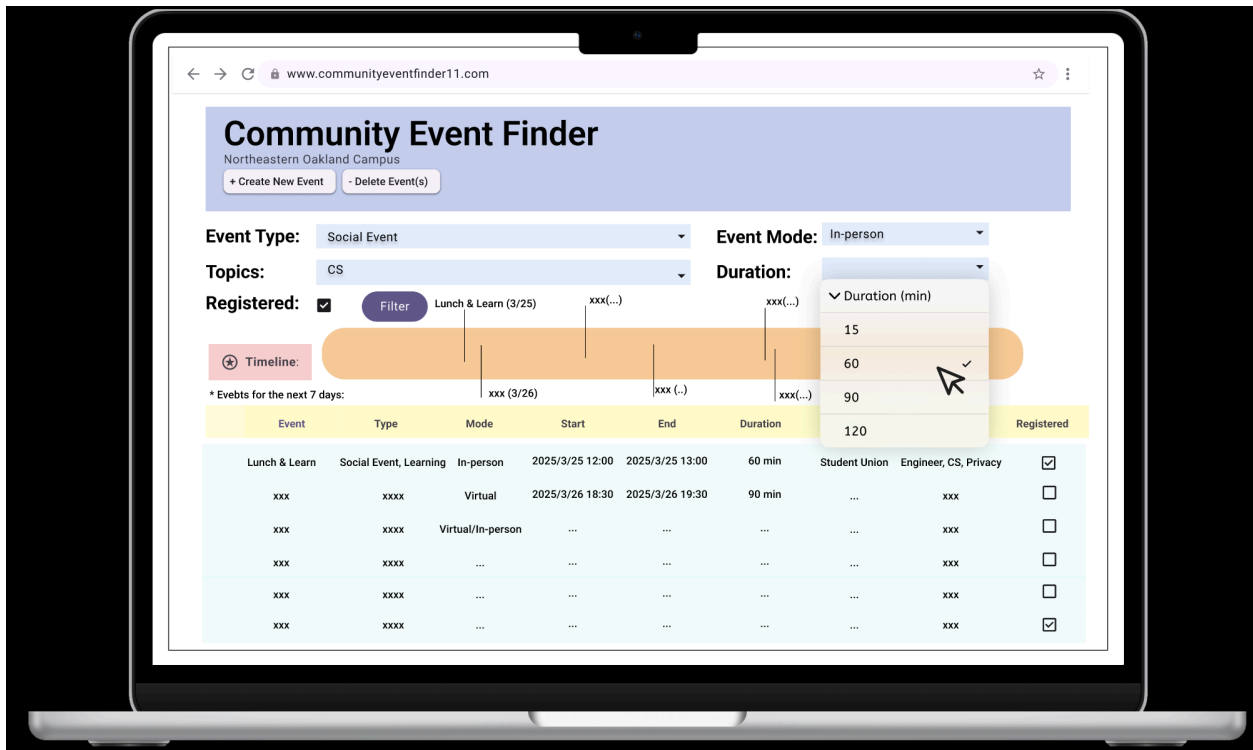 www.communityeventfinder11.com
Community Event Finder
Northeastern Oakland Campus
+ Create New Event - Delete Event(s)
Event Type: Social Event Event Mode: In-person
Topics: CS Duration:
Registered: Filter Lunch & Learn (3/25) xxx(...) xxx(...)
Duration (min)
15
60
90
120
Timeline:
* Evebts for the next 7 days: xxx (3/26) xxx (..) xxx(...)
Event Type Mode Start End Duration Registered
Lunch & Learn Social Event, Learning In-person 2025/3/25 12:00 2025/3/25 13:00 60 min Student Union Engineer, CS, Privacy
xxx xxxx Virtual 2025/3/26 18:30 2025/3/26 19:30 90 min ... xxx
xxx xxxx Virtual/In-person ... ... ... ... xxx
xxx xxxx ... ... ... ... ... xxx
xxx xxxx ... ... ... ... ... xxx
xxx xxxx ... ... ... ... ... xxx